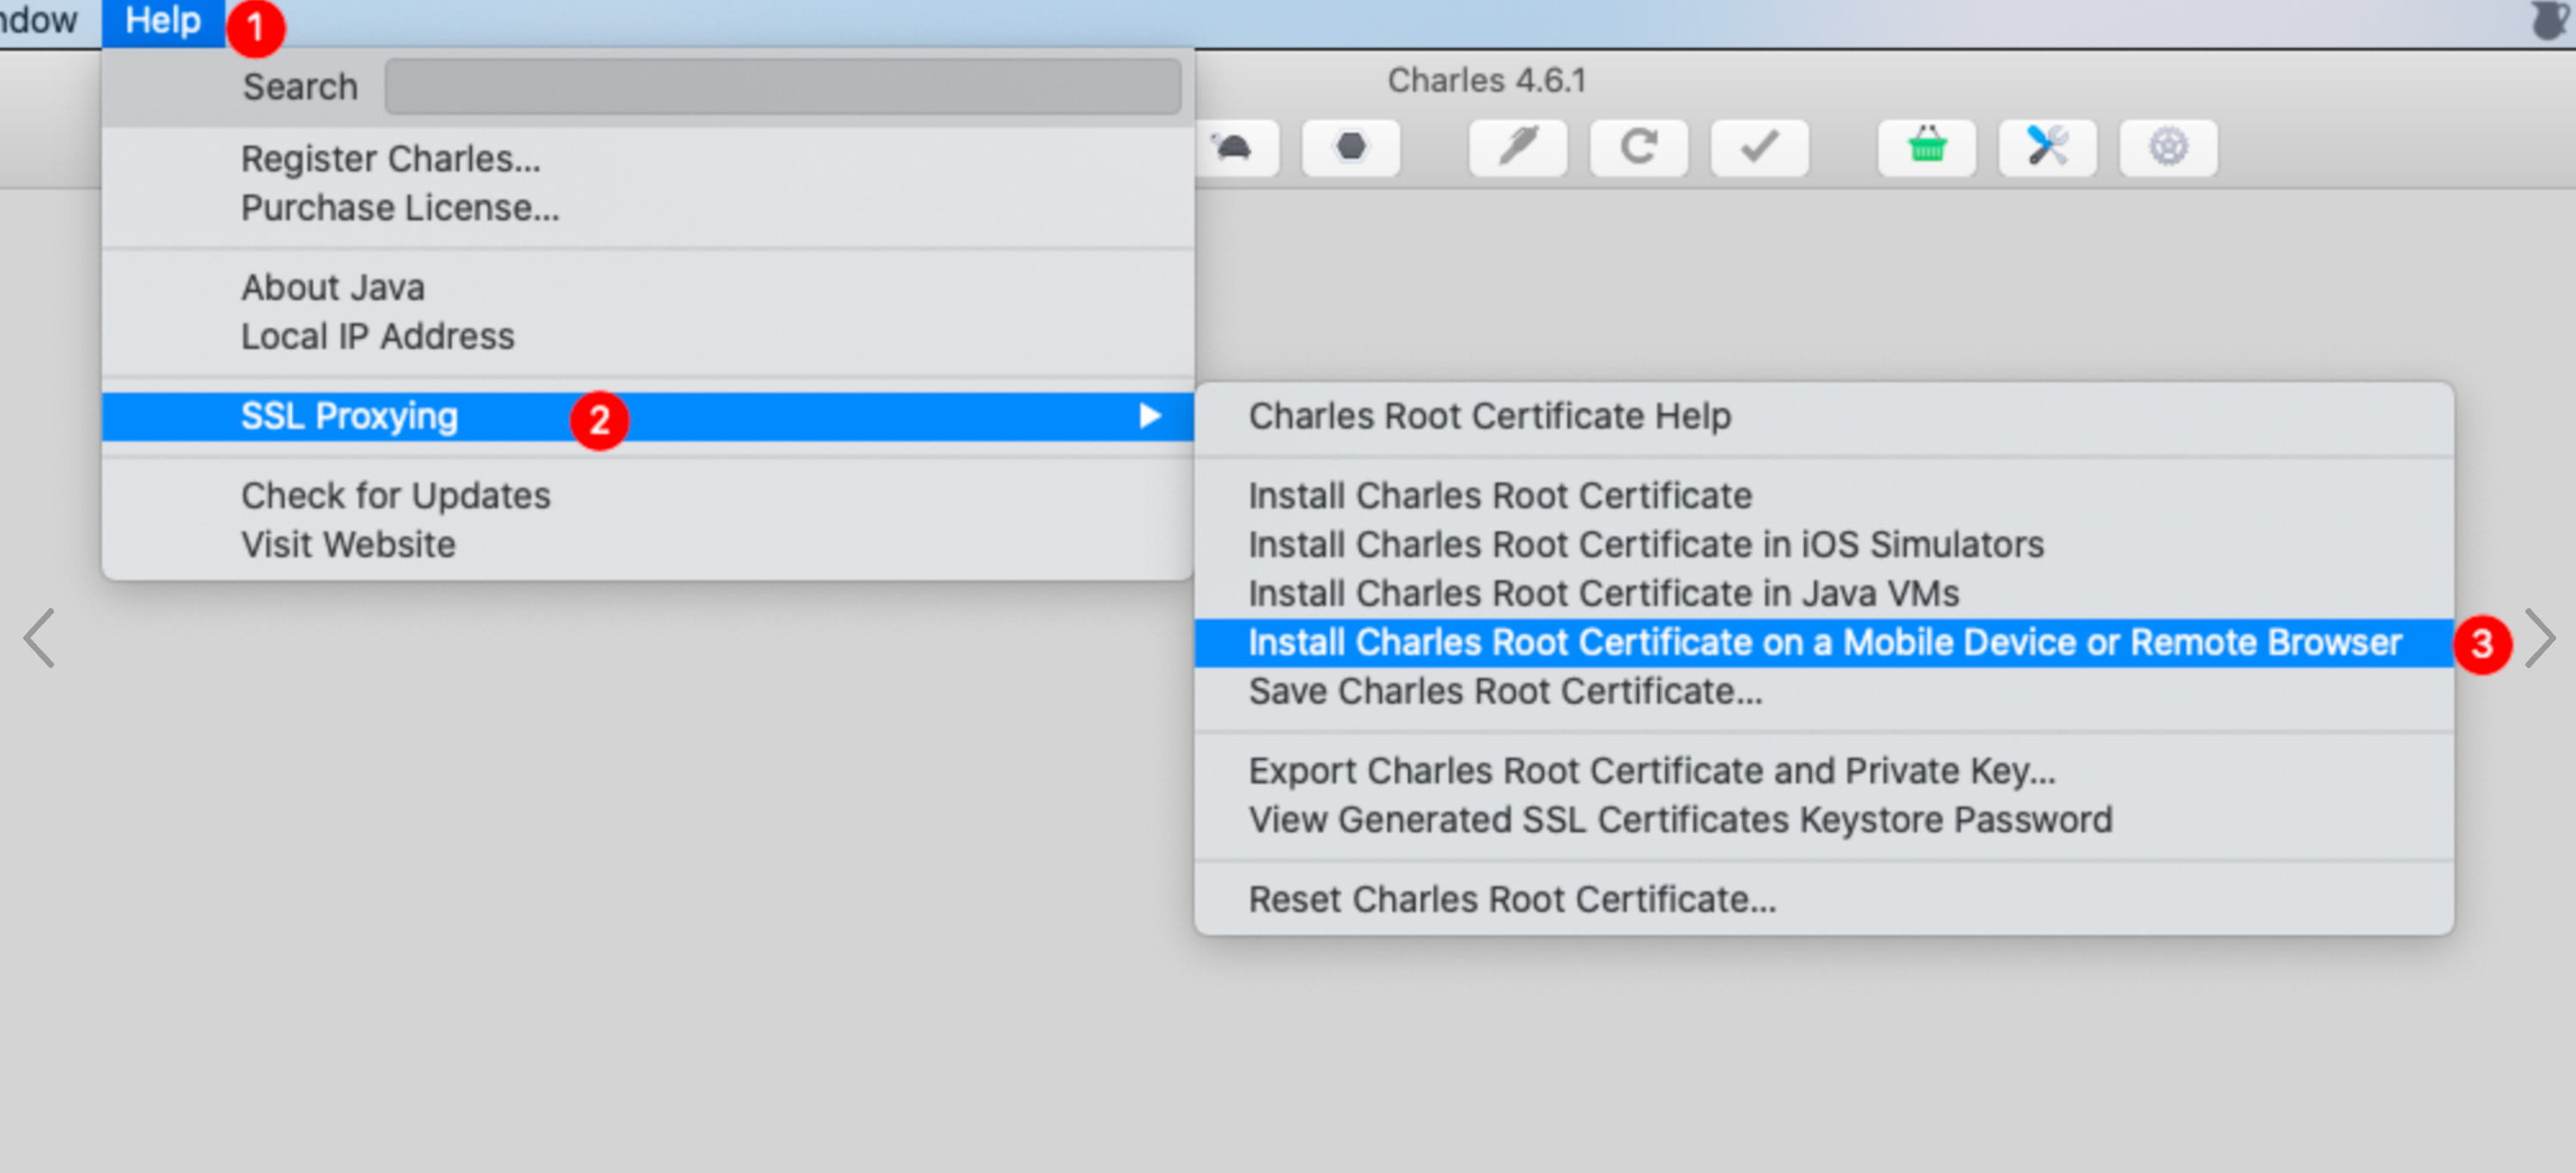 ndow Help 1
Search
Charles 4.6.1
Register Charles...
Purchase License...
About Java
Local IP Address
SSL Proxying 2
Check for Updates
Visit Website
Charles Root Certificate Help
Install Charles Root Certificate
Install Charles Root Certificate in iOS Simulators
Install Charles Root Certificate in Java VMs
Install Charles Root Certificate on a Mobile Device or Remote Browser 3
Save Charles Root Certificate...
Export Charles Root Certificate and Private Key...
View Generated SSL Certificates Keystore Password
Reset Charles Root Certificate...